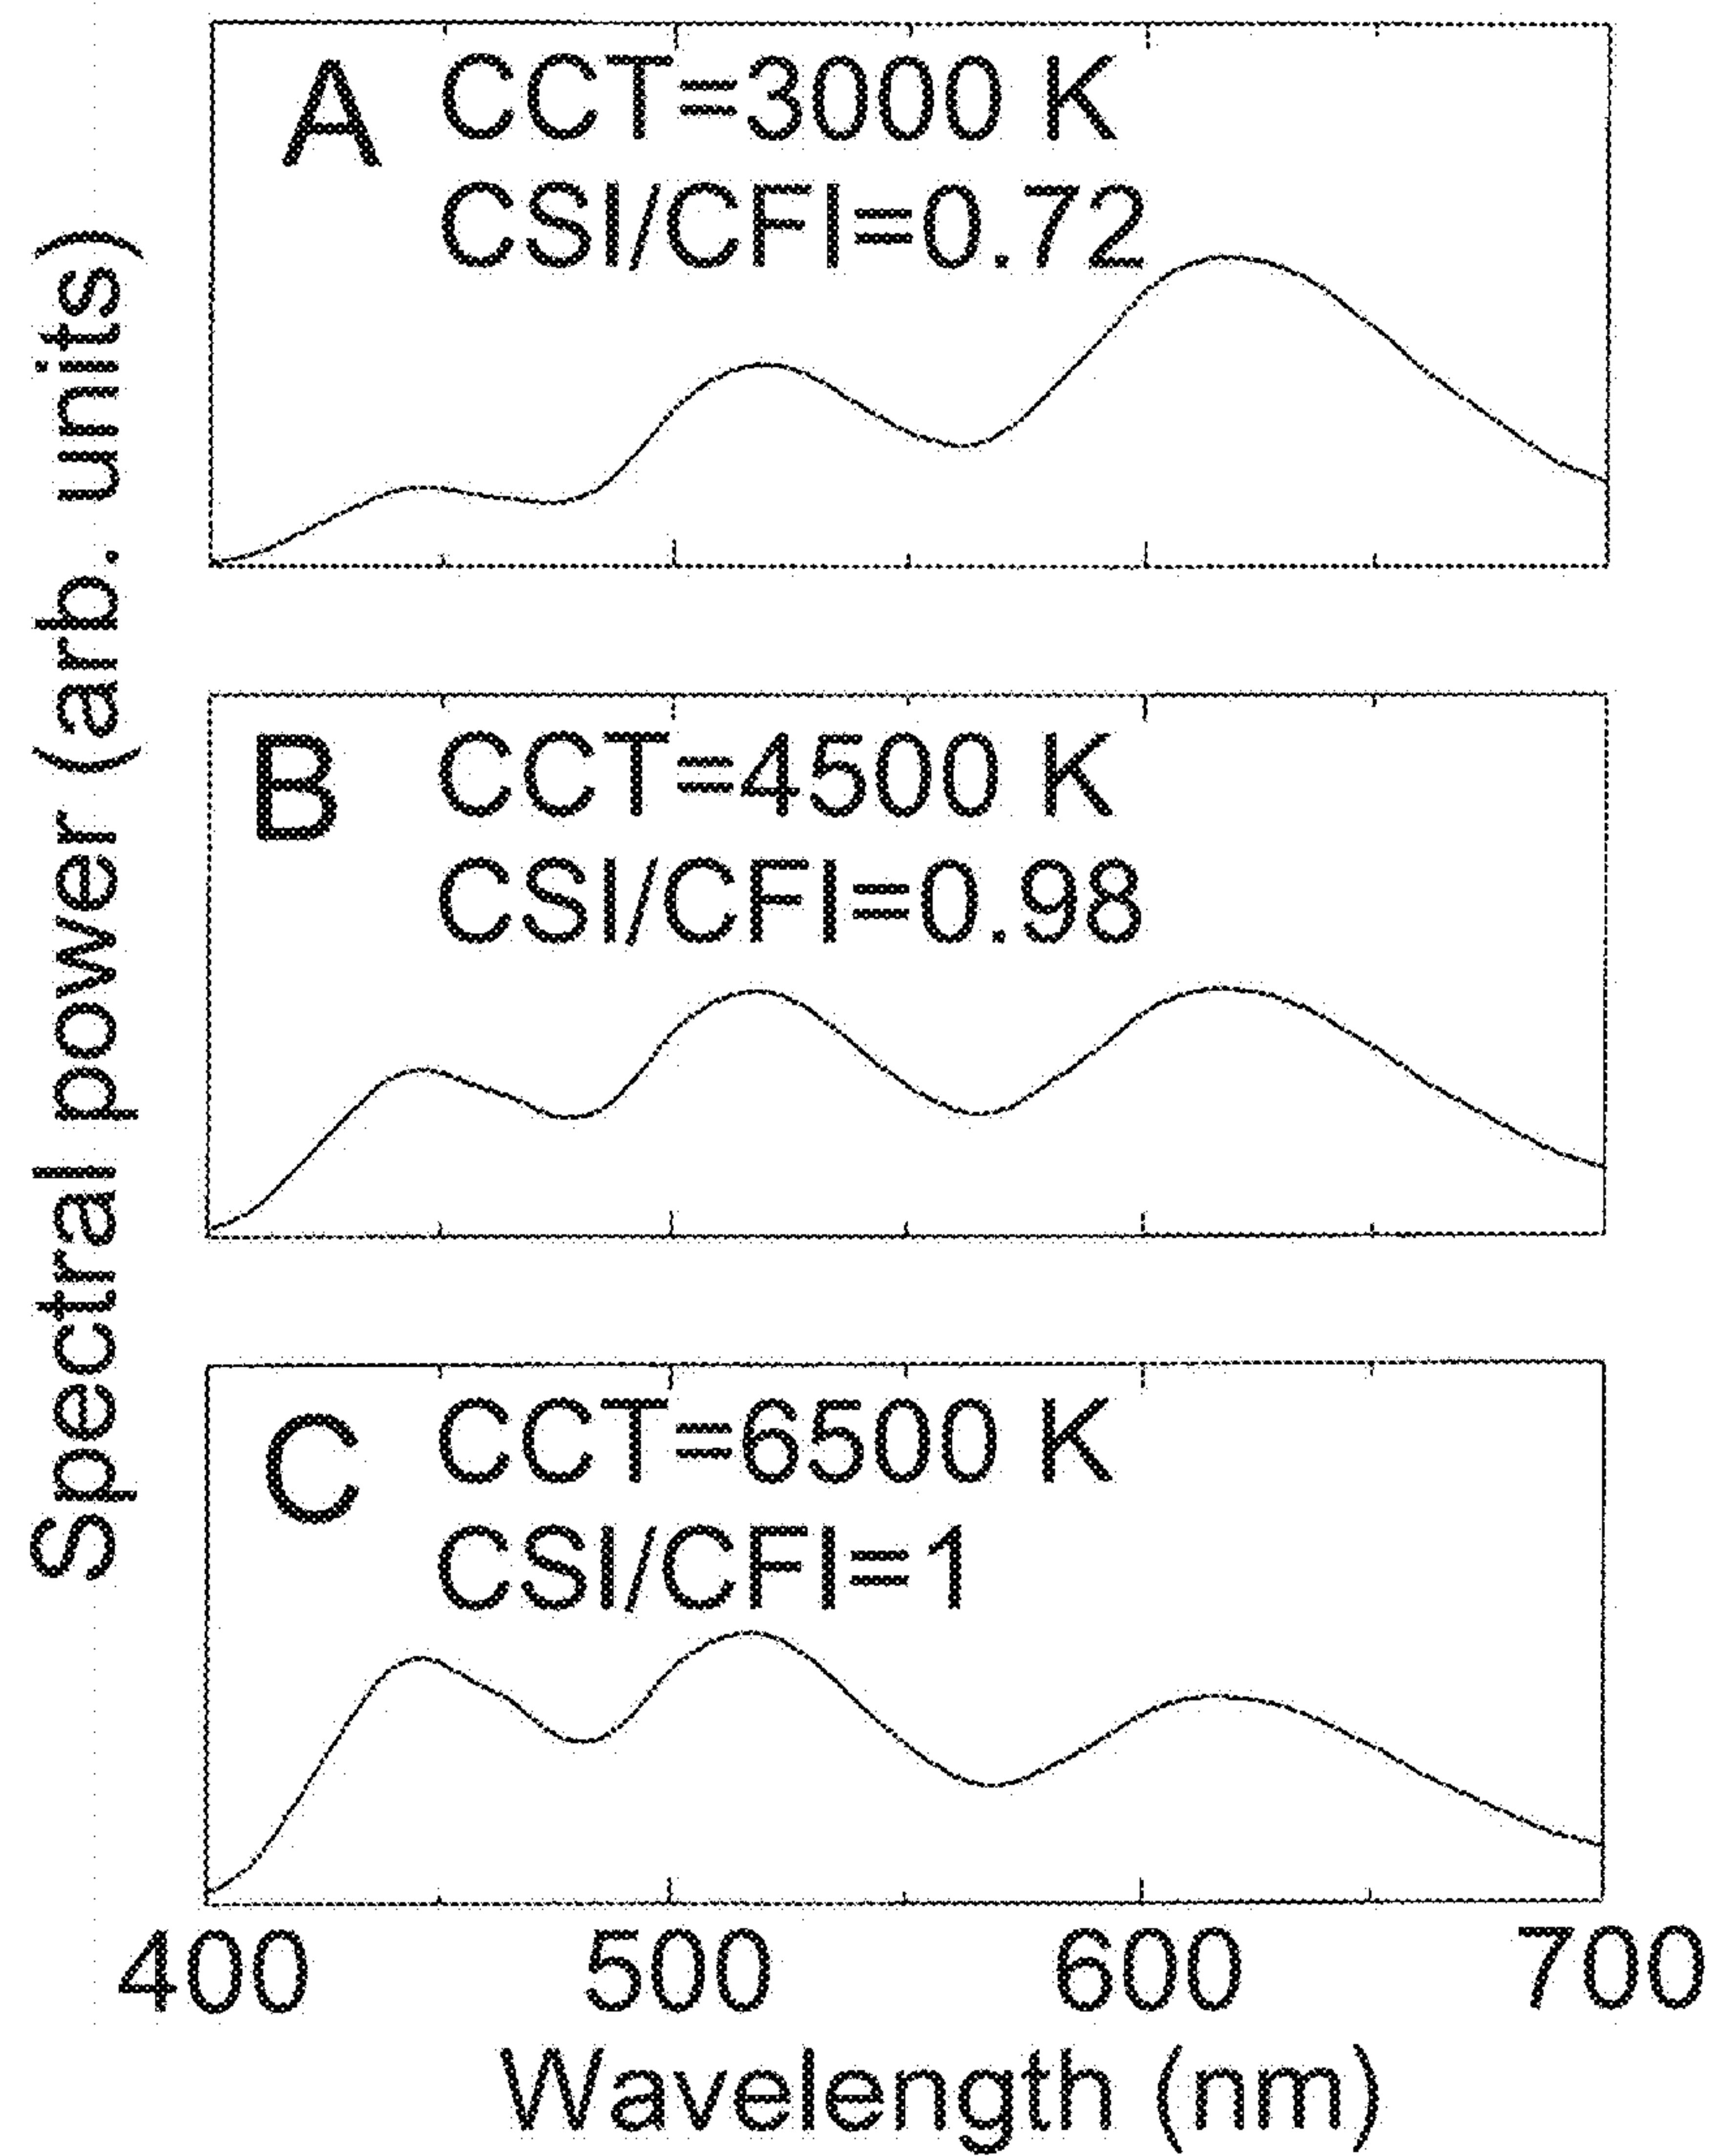 Spectral power (arb. units)
A CCT=3000 K
CSI/CFI=0.72
B CCT=4500 K
CSI/CFI=0.98
C CCT=6500 K
CSI/CFI=1
400 500 600 700
Wavelength (nm)